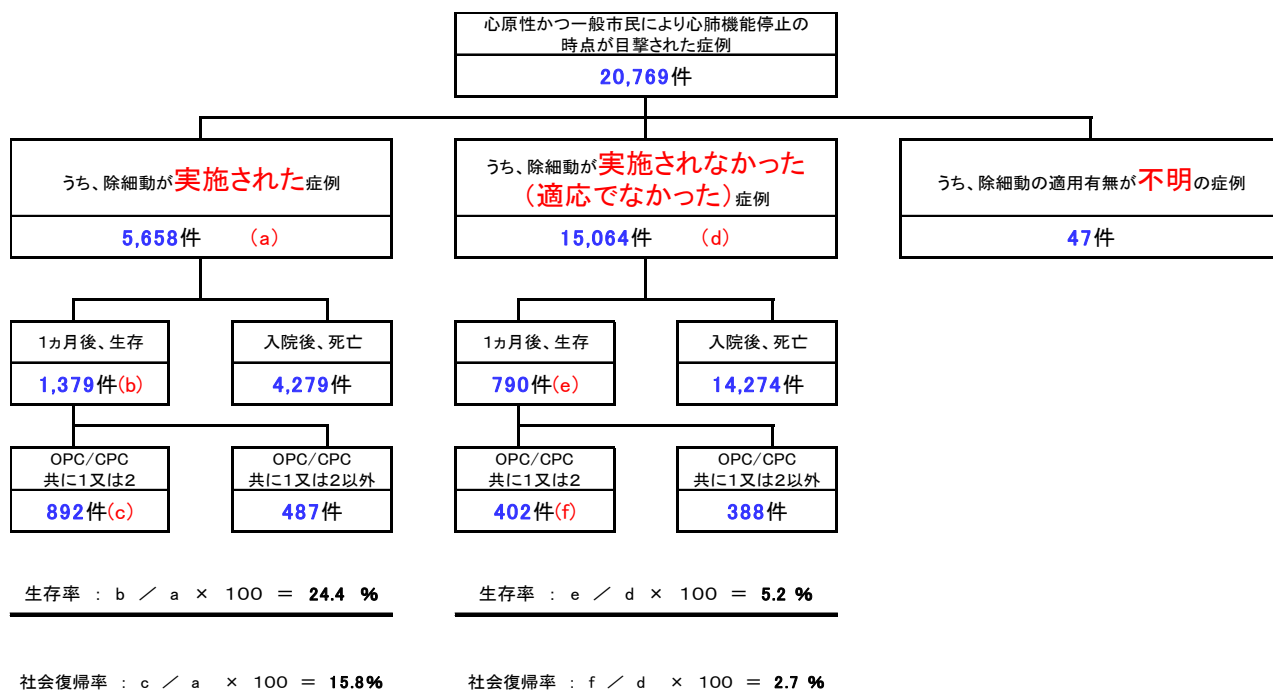 心原性かつ一般市民により心肺機能停止の
時点が目撃された症例
20,769件
うち、除細動が実施された症例
5,658件 (a)
うち、除細動が実施されなかった
(適応でなかった)症例
15,064件 (d)
うち、除細動の適用有無が不明の症例
47件
1ヵ月後、生存
1,379件(b)
入院後、死亡
4,279件
1ヵ月後、生存
790件(e)
入院後、死亡
14,274件
OPC/CPC
共に1又は2
892件(c)
OPC/CPC
共に1又は2以外
487件
OPC/CPC
共に1又は2
402件(f)
OPC/CPC
共に1又は2以外
388件
生存率 : b / a × 100 = 24.4 %
生存率 : e / d × 100 = 5.2 %
社会復帰率 : c / a × 100 = 15.8%
社会復帰率 : f / d × 100 = 2.7 %